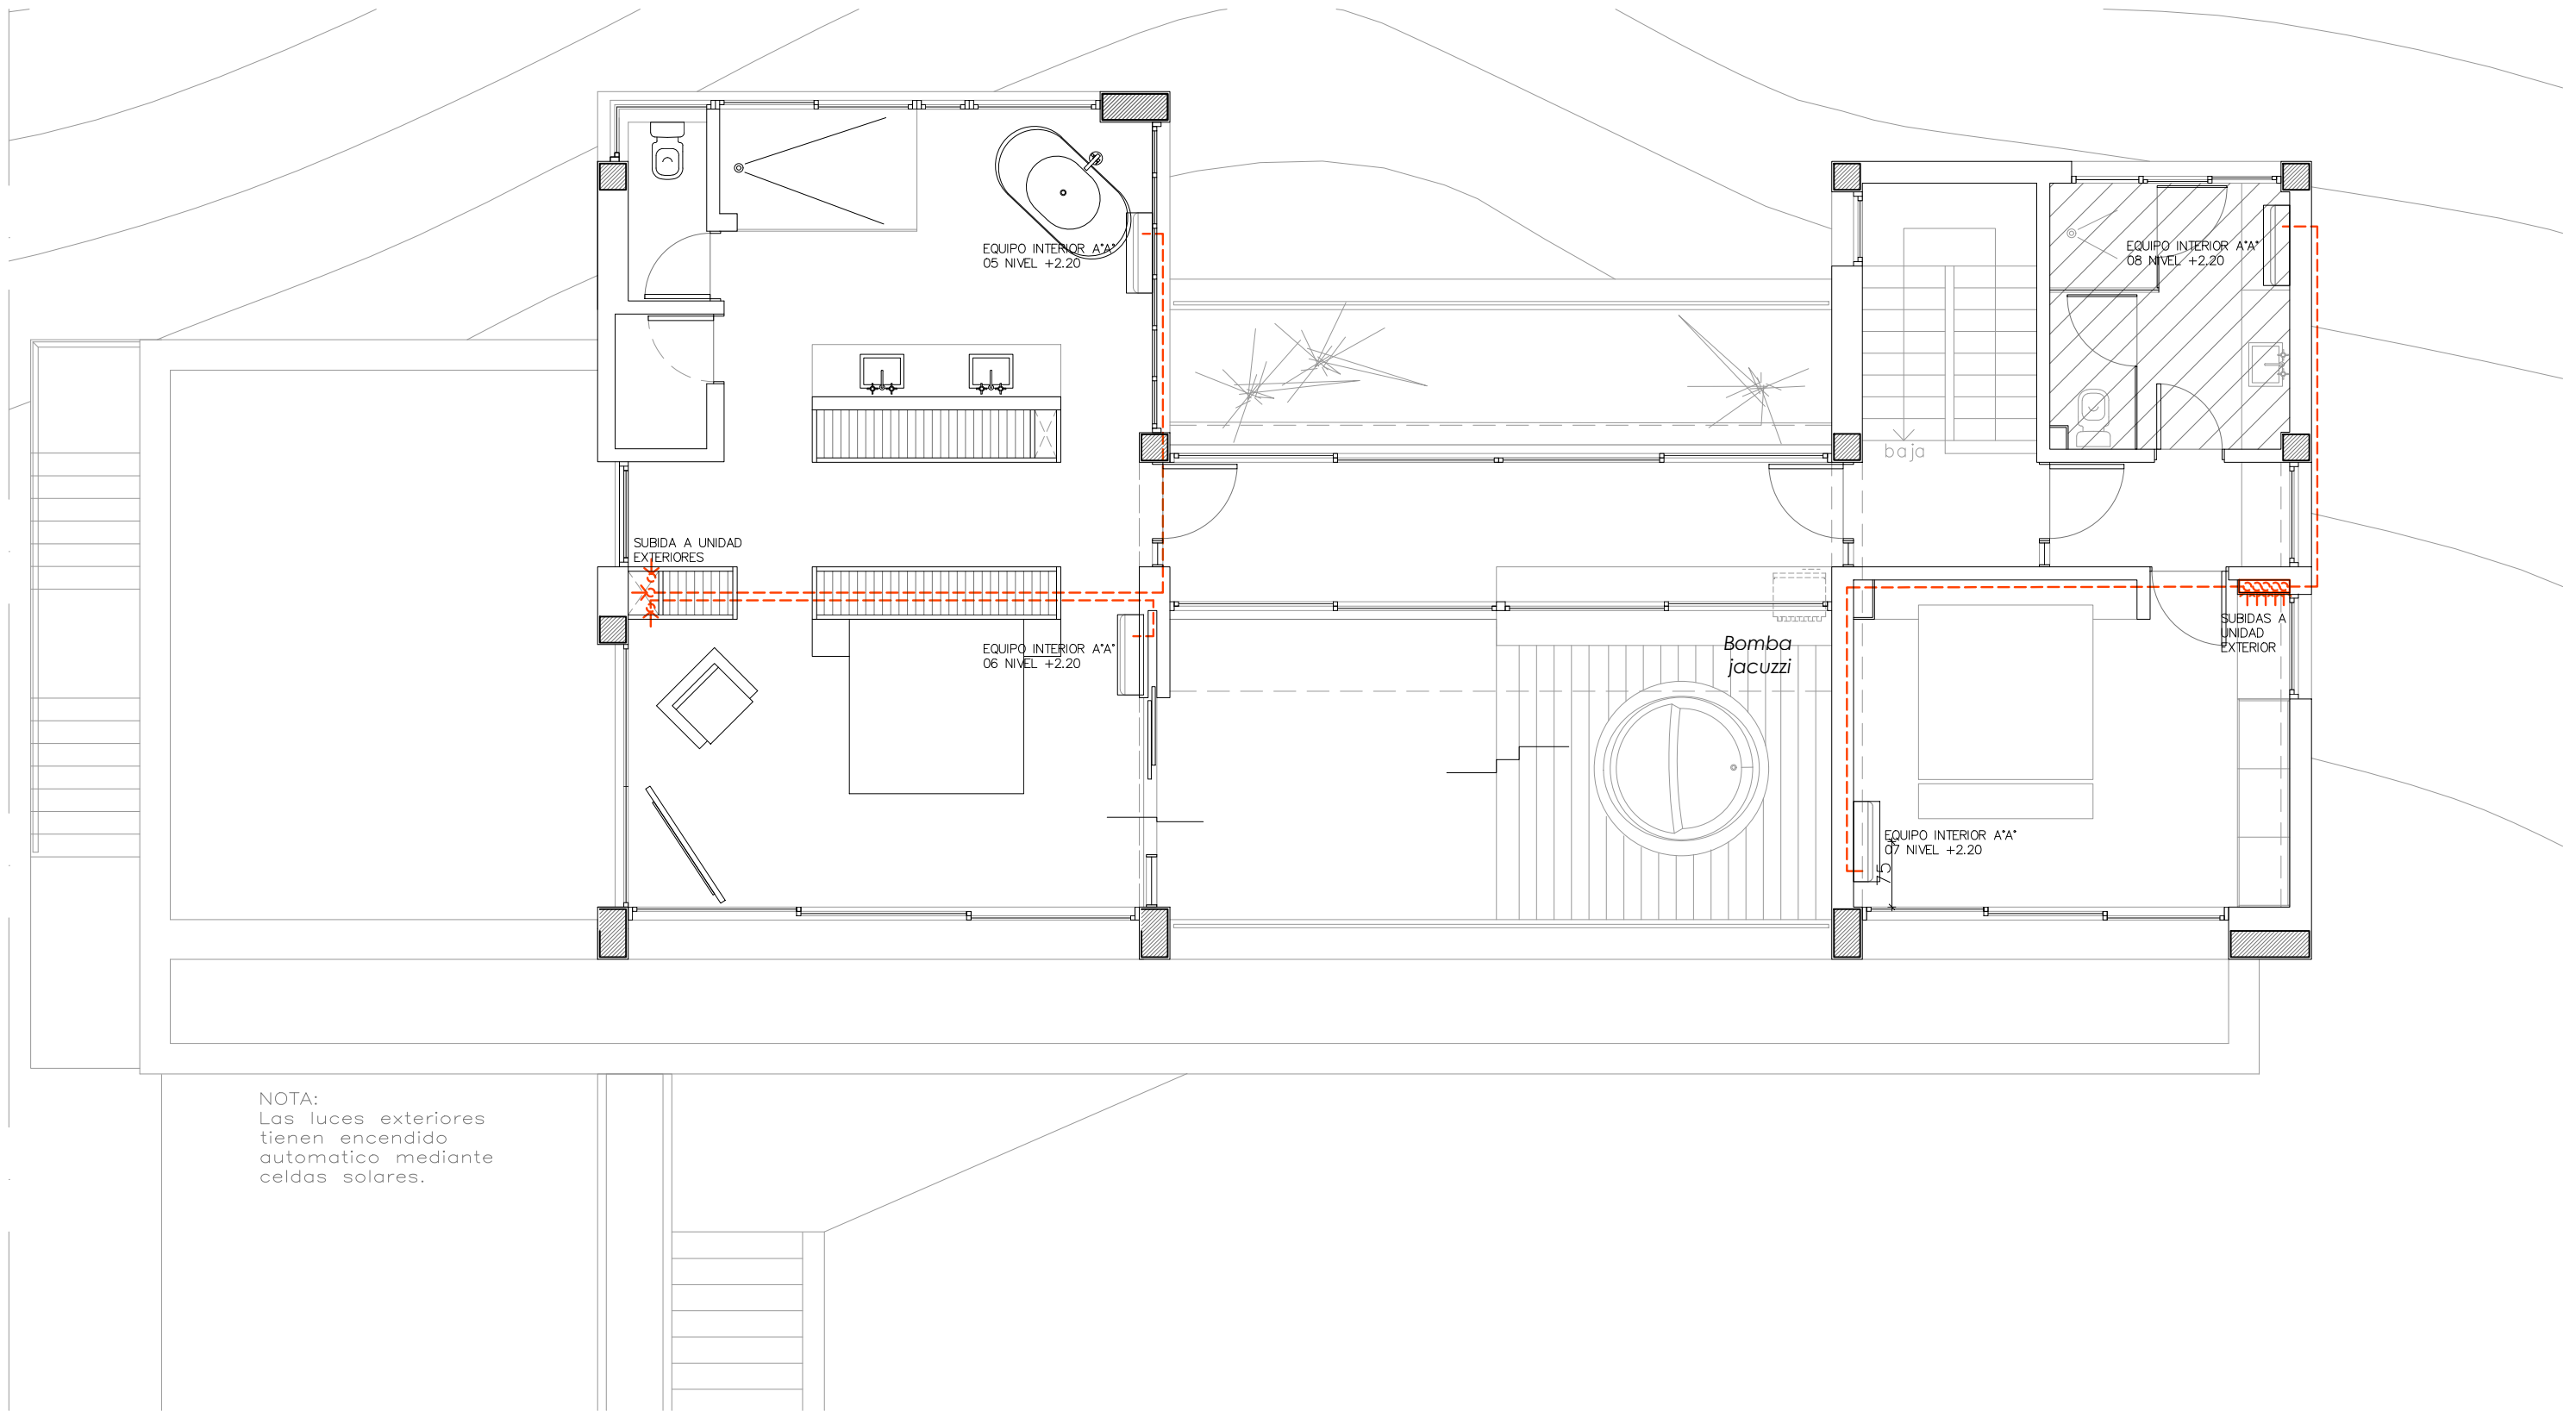 EQUIPO INTERIOR A°A°
05 NIVEL +2.20
EQUIPO INTERIOR A°A°
08 NIVEL +2.20
baja
SUBIDA A UNIDAD
EXTERIORES
EQUIPO INTERIOR A°A°
06 NIVEL +2.20
Bomba
jacuzzi
SUBIDAS A
UNIDAD
EXTERIOR
EQUIPO INTERIOR A°A°
07 NIVEL +2.20
75
NOTA:
Las luces exteriores
tienen encendido
automatico mediante
celdas solares.